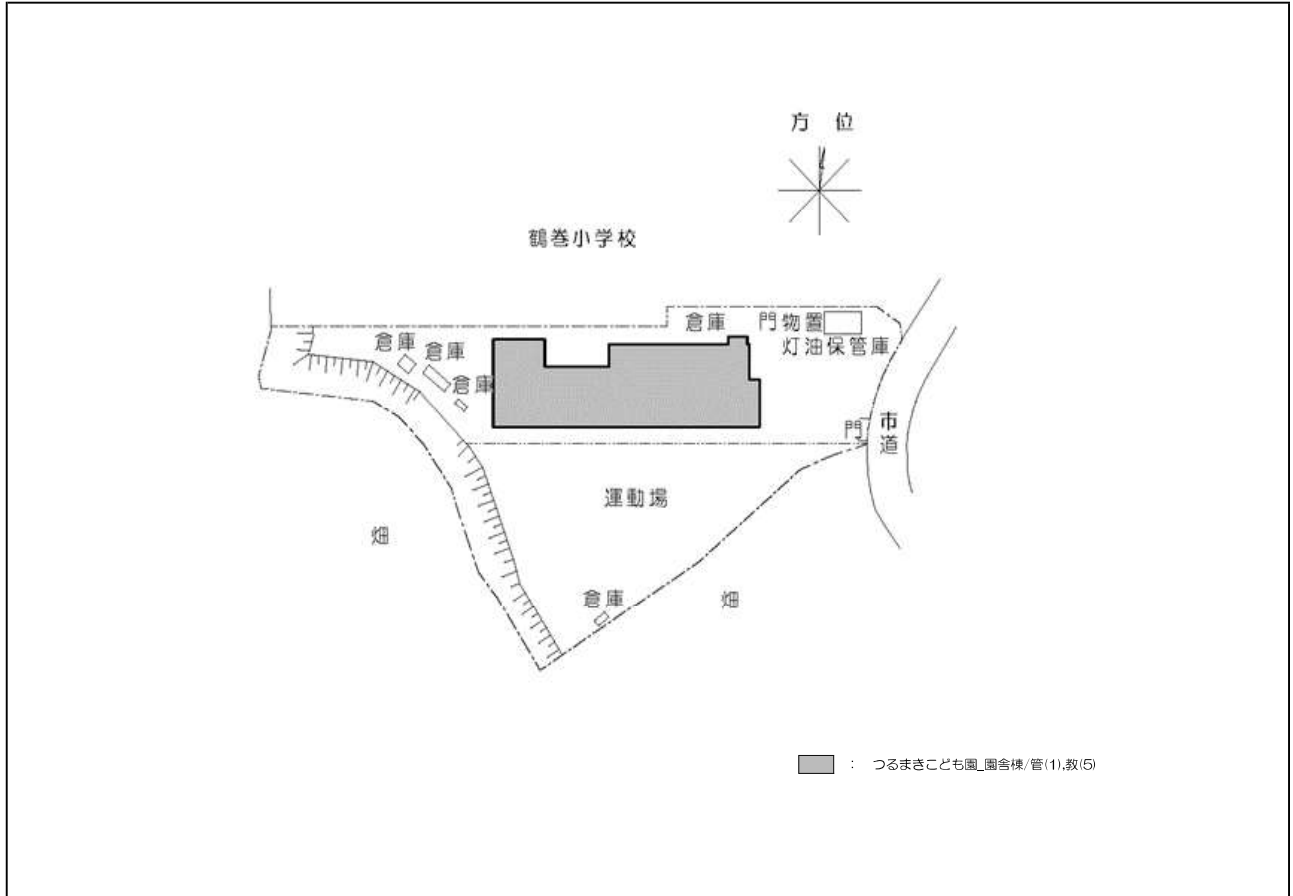 方 位
鶴巻小学校
倉庫 門 物置
灯油保管庫
倉庫
倉庫
倉庫
門
市道
運動場
畑
倉庫
畑
： つるまきこども園_園舎棟/管(1),教(5)